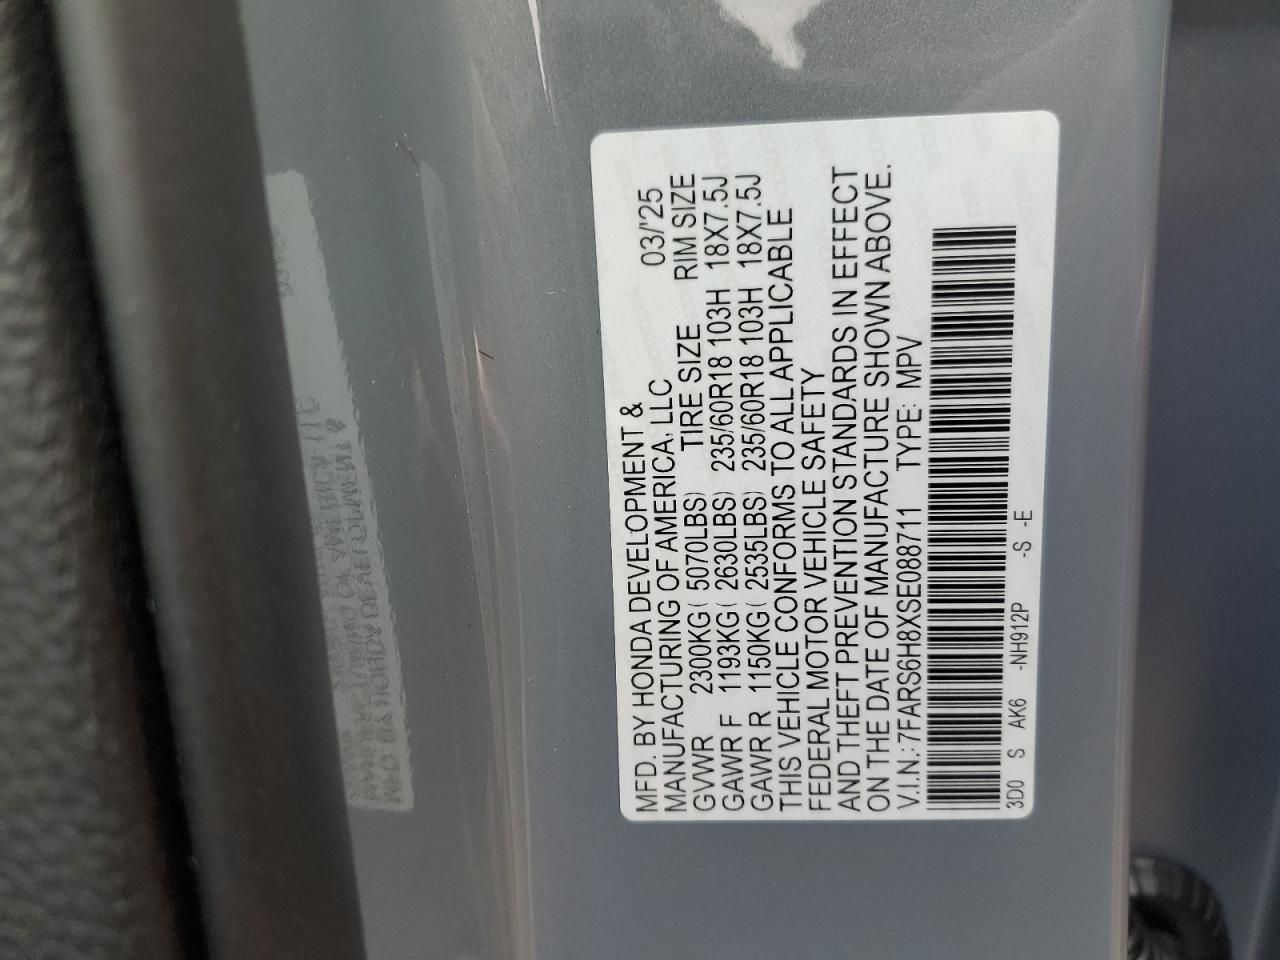 MFD. BY HONDA DEVELOPMENT &
MANUFACTURING OF AMERICA, LLC 03/'25
TIRE SIZE RIM SIZE
GVWR 2300KG ( 5070LBS)
GAWR F 1193KG ( 2630LBS) 235/60R18 103H 18X7.5J
GAWR R 1150KG ( 2535LBS) 235/60R18 103H 18X7.5J
THIS VEHICLE CONFORMS TO ALL APPLICABLE
FEDERAL MOTOR VEHICLE SAFETY
AND THEFT PREVENTION STANDARDS IN EFFECT
ON THE DATE OF MANUFACTURE SHOWN ABOVE.
V.I.N.: 7FARS6H8XSE088711 TYPE: MPV
3D0 S AK6 -NH912P -S -E